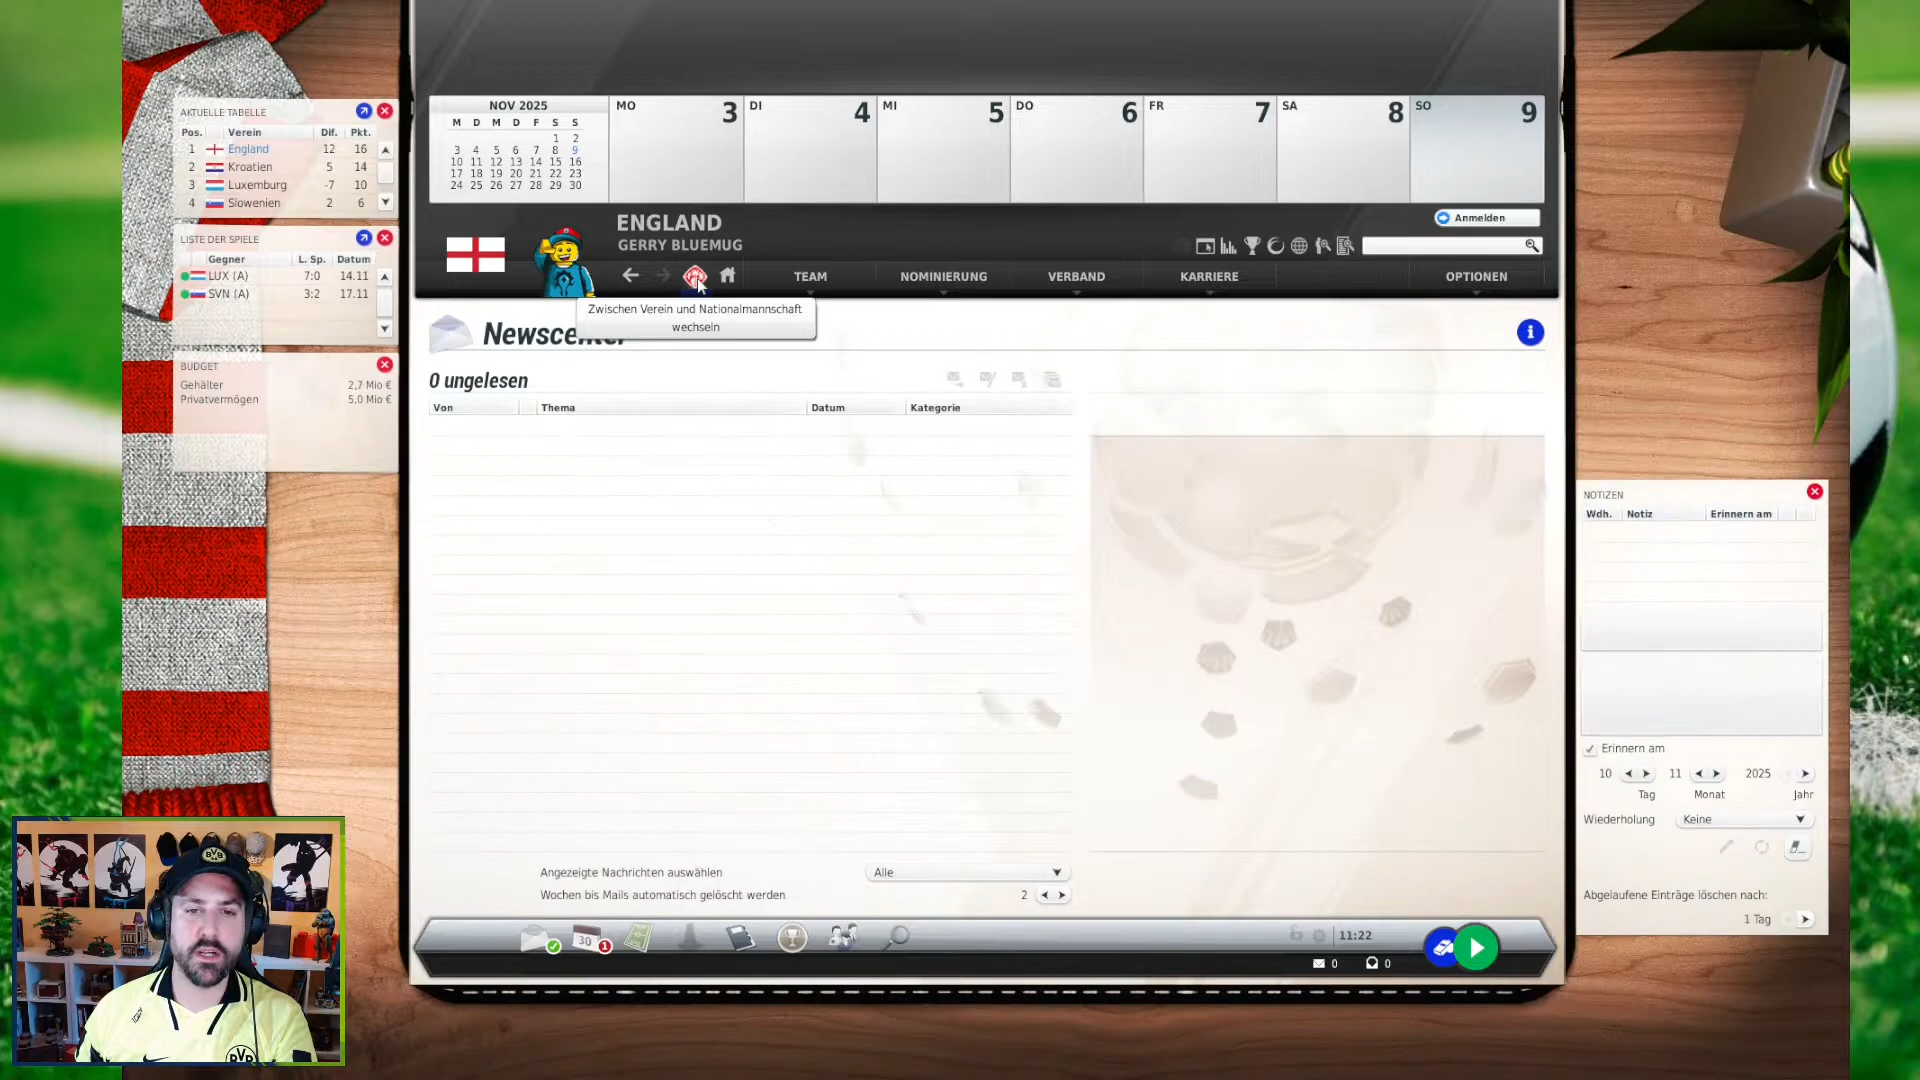 AKTUELLE TABELLE
Pos. Verein Dif. Pkt.
1 England 12 16
2 Kroatien 5 14
3 Luxemburg -7 10
4 Slowenien 2 6
LISTE DER SPIELE
Gegner L. Sp. Datum
LUX (A) 7:0 14.11
SVN (A) 3:2 17.11
BUDGET
Gehälter 2,7 Mio €
Privatvermögen 5,0 Mio €
NOV 2025
M D M D F S S
1 2
3 4 5 6 7 8 9
10 11 12 13 14 15 16
17 18 19 20 21 22 23
24 25 26 27 28 29 30
MO 3 DI 4 MI 5 DO 6 FR 7 SA 8 SO 9
ENGLAND
GERRY BLUEMUG
Anmelden
TEAM NOMINIERUNG VERBAND KARRIERE OPTIONEN
Zwischen Verein und Nationalmannschaft
wechseln
Newscenter
0 ungelesen
Von Thema Datum Kategorie
Angezeigte Nachrichten auswählen Alle
Wochen bis Mails automatisch gelöscht werden 2
30 1
11:22
0 0
NOTIZEN
Wdh. Notiz Erinnern am
Erinnern am
10 11 2025
Tag Monat Jahr
Wiederholung Keine
Abgelaufene Einträge löschen nach:
1 Tag
BVB
BVB